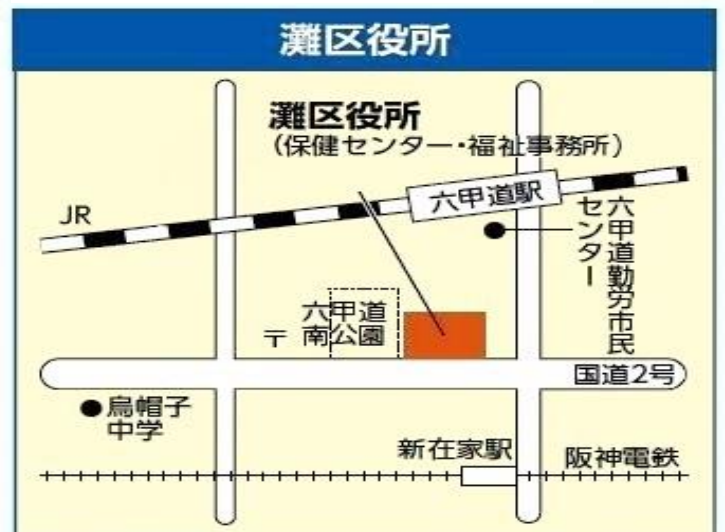 灘区役所
灘区役所
(保健センター・福祉事務所)
六甲道駅
JR
六甲道勤労市民
センター
六甲道
南公園
〒
国道2号
烏帽子
中学
新在家駅
阪神電鉄